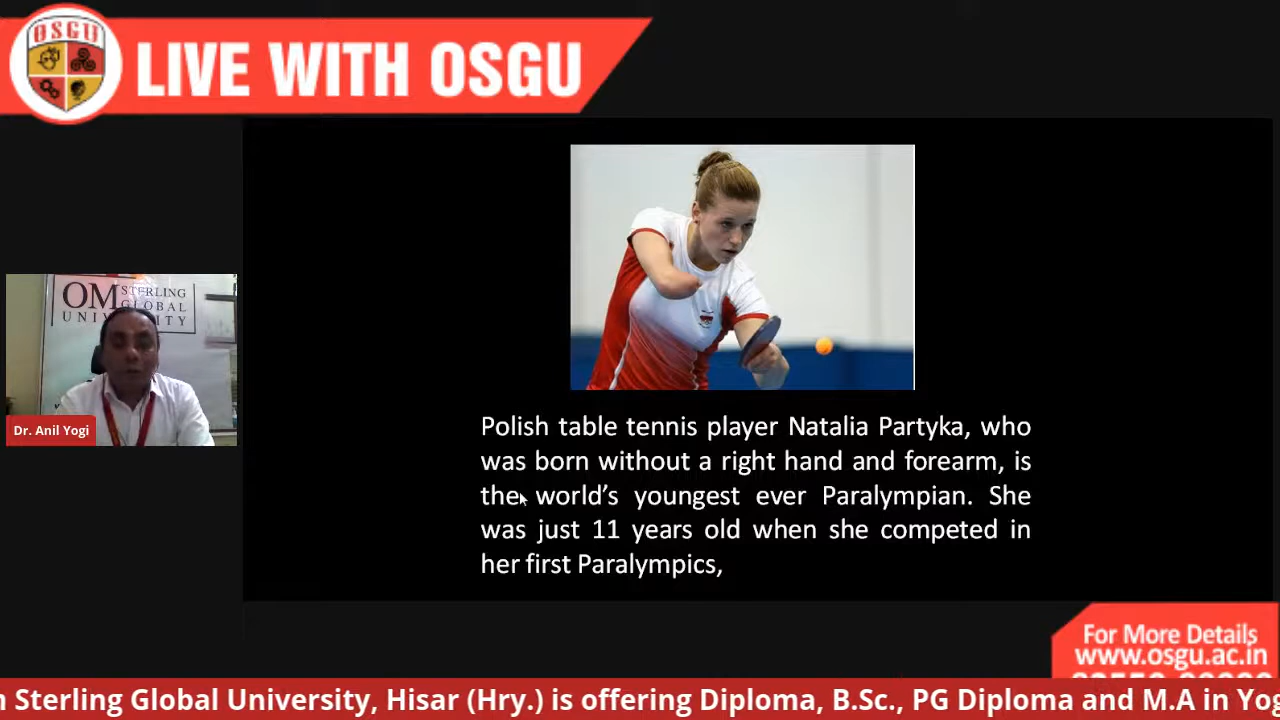 OSGU
LIVE WITH OSGU
OM STERLING
GLOBAL
Dr. Anil Yogi
Polish table tennis player Natalia Partyka, who
was born without a right hand and forearm, is
the world’s youngest ever Paralympian. She
was just 11 years old when she competed in
her first Paralympics,
For More Details
www.osgu.ac.in
Sterling Global University, Hisar (Hry.) is offering Diploma, B.Sc., PG Diploma and M.A in